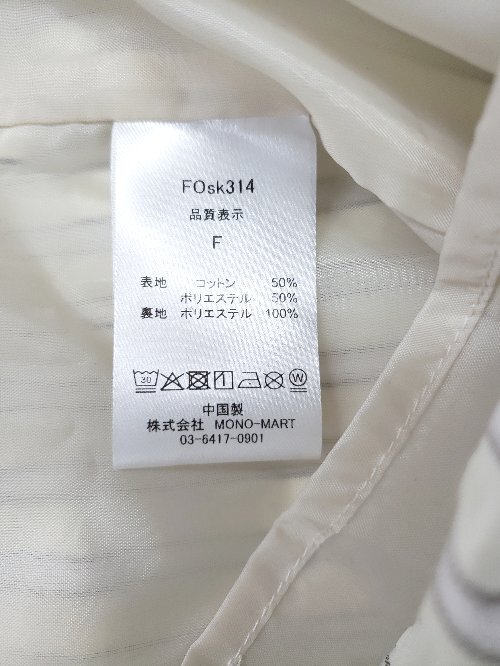 FOsk314
品質表示
F
表地 コットン 50%
ポリエステル 50%
裏地 ポリエステル 100%
30 W
中国製
株式会社 MONO-MART
03-6417-0901